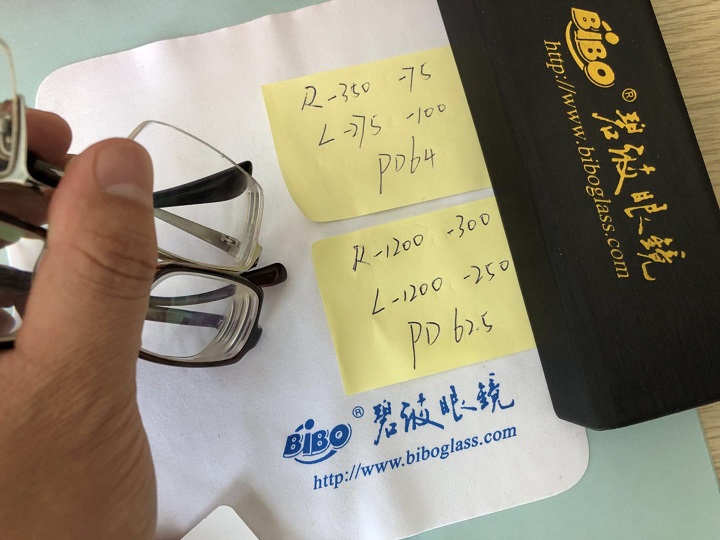 R -350 -75
L -375 -100
PD64
R -1200 -300
L -1200 -250
PD 62.5
BiBO® 碧波眼镜
http://www.biboglass.com
BiBO® 碧波眼镜
http://www.biboglass.com